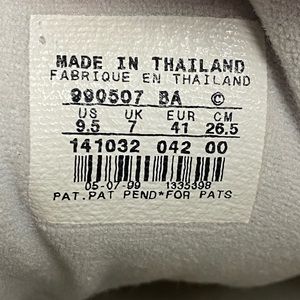 MADE IN THAILAND
FABRIQUE EN THAILAND
990507 BA ©
US UK EUR CM
9.5 7 41 26.5
141032 042 00
05-07-99 1335398
PAT.PAT PEND*FOR PATS